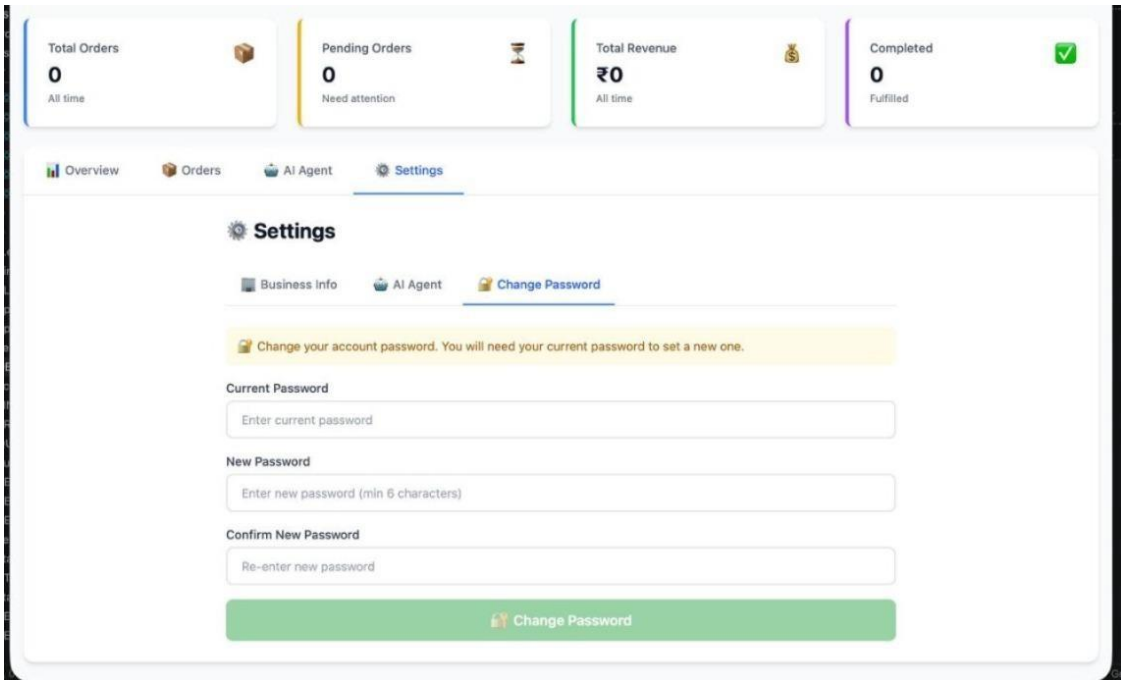 Total Orders
0
All time
Pending Orders
0
Need attention
Total Revenue
₹0
All time
Completed
0
Fulfilled
Overview Orders AI Agent Settings
Settings
Business Info AI Agent Change Password
Change your account password. You will need your current password to set a new one.
Current Password
Enter current password
New Password
Enter new password (min 6 characters)
Confirm New Password
Re-enter new password
Change Password